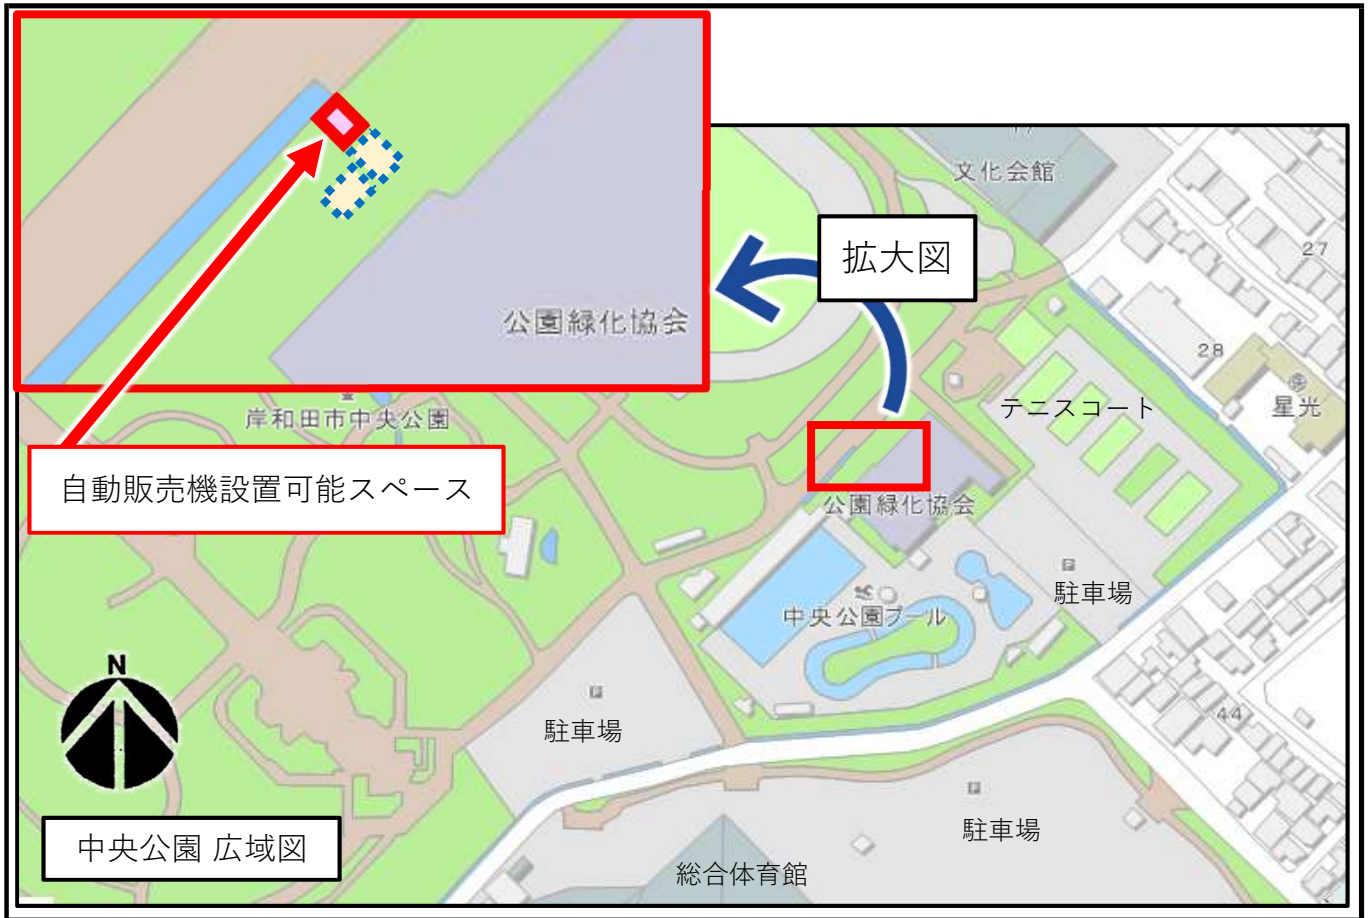 文化会館
27
拡大図
公園緑化協会
28
テニスコート
星光
岸和田市中央公園
自動販売機設置可能スペース
公園緑化協会
P
駐車場
中央公園プール
N
P
駐車場
44
P
駐車場
中央公園 広域図
総合体育館